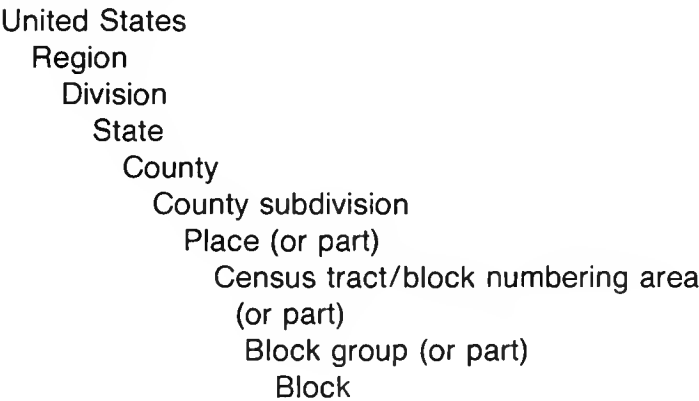 United States
Region
Division
State
County
County subdivision
Place (or part)
Census tract/block numbering area
(or part)
Block group (or part)
Block